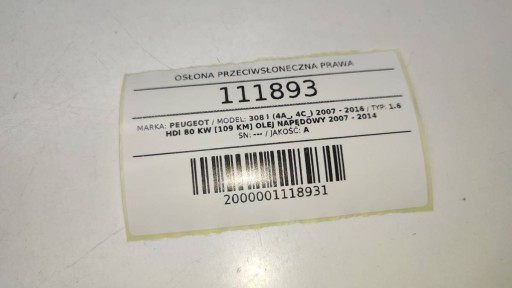 OSŁONA PRZECIWSŁONECZNA PRAWA
111893
MARKA: PEUGEOT / MODEL: 308 I (4A_, 4C_) 2007 - 2016 / TYP: 1.6
HDI 80 KW [109 KM] OLEJ NAPĘDOWY 2007 - 2014
SN: --- / JAKOŚĆ: A
2000001118931